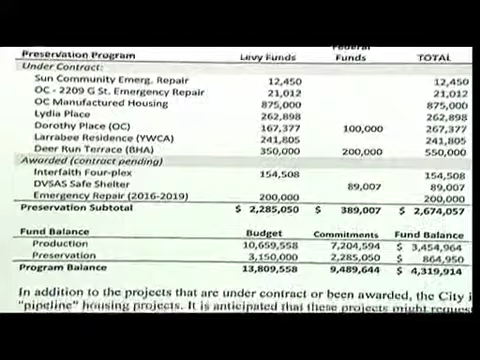 Preservation Program Levy Funds Federal Funds TOTAL
Under Contract:
Sun Community Emerg. Repair 12,450 12,450
OC - 2209 G St. Emergency Repair 21,012 21,012
OC Manufactured Housing 875,000 875,000
Lydia Place 262,898 262,898
Dorothy Place (OC) 167,377 100,000 267,377
Larrabee Residence (YWCA) 241,805 241,805
Deer Run Terrace (BHA) 350,000 200,000 550,000
Awarded (contract pending)
Interfaith Four-plex 154,508 154,508
DVSAS Safe Shelter 89,007 89,007
Emergency Repair (2016-2019) 200,000 200,000
Preservation Subtotal $ 2,285,050 $ 389,007 $ 2,674,057
Fund Balance Budget Commitments Fund Balance
Production 10,659,558 7,204,594 $ 3,454,964
Preservation 3,150,000 2,285,050 $ 864,950
Program Balance 13,809,558 9,489,644 $ 4,319,914
In addition to the projects that are under contract or been awarded, the City
"pipeline" housing projects. It is anticipated that these projects might